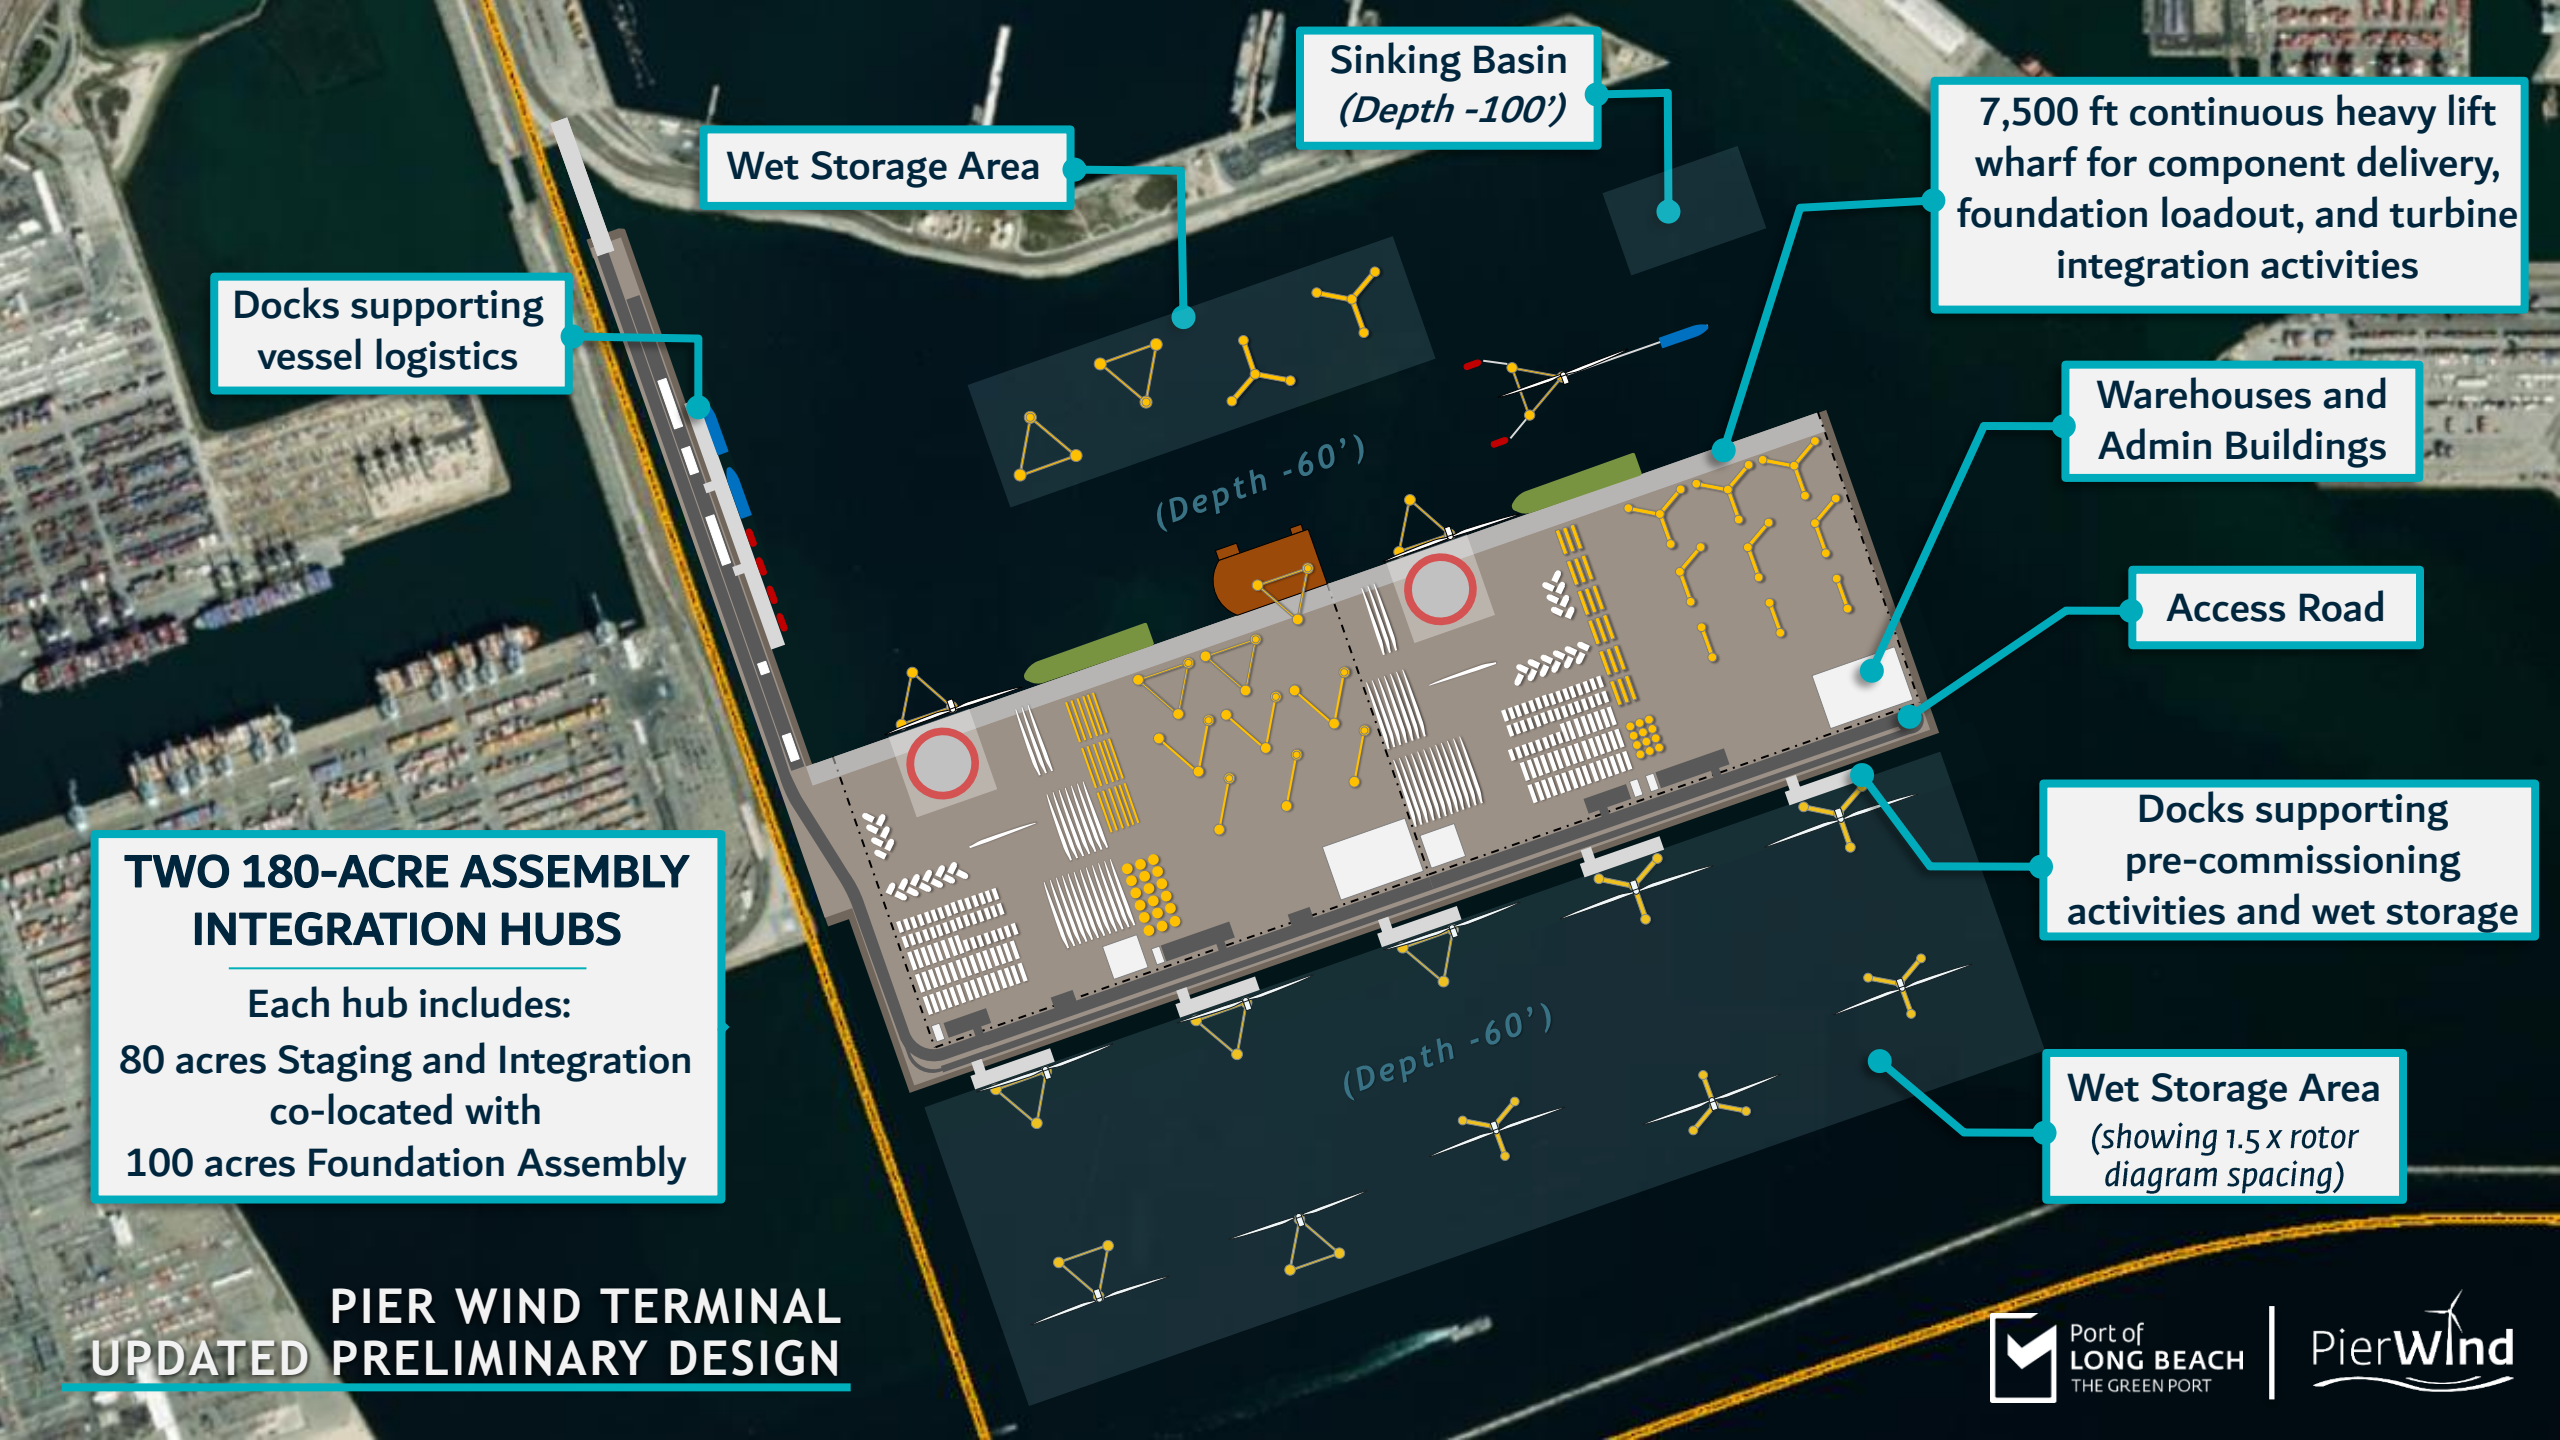 Sinking Basin
(Depth -100’)
7,500 ft continuous heavy lift
wharf for component delivery,
foundation loadout, and turbine
integration activities
Wet Storage Area
Docks supporting
vessel logistics
Warehouses and
Admin Buildings
(Depth -60’)
Access Road
Docks supporting
pre-commissioning
activities and wet storage
TWO 180-ACRE ASSEMBLY
INTEGRATION HUBS
Each hub includes:
80 acres Staging and Integration
co-located with
100 acres Foundation Assembly
(Depth -60’)
Wet Storage Area
(showing 1.5 x rotor
diagram spacing)
PIER WIND TERMINAL
UPDATED PRELIMINARY DESIGN
Port of
LONG BEACH
THE GREEN PORT
PierWind